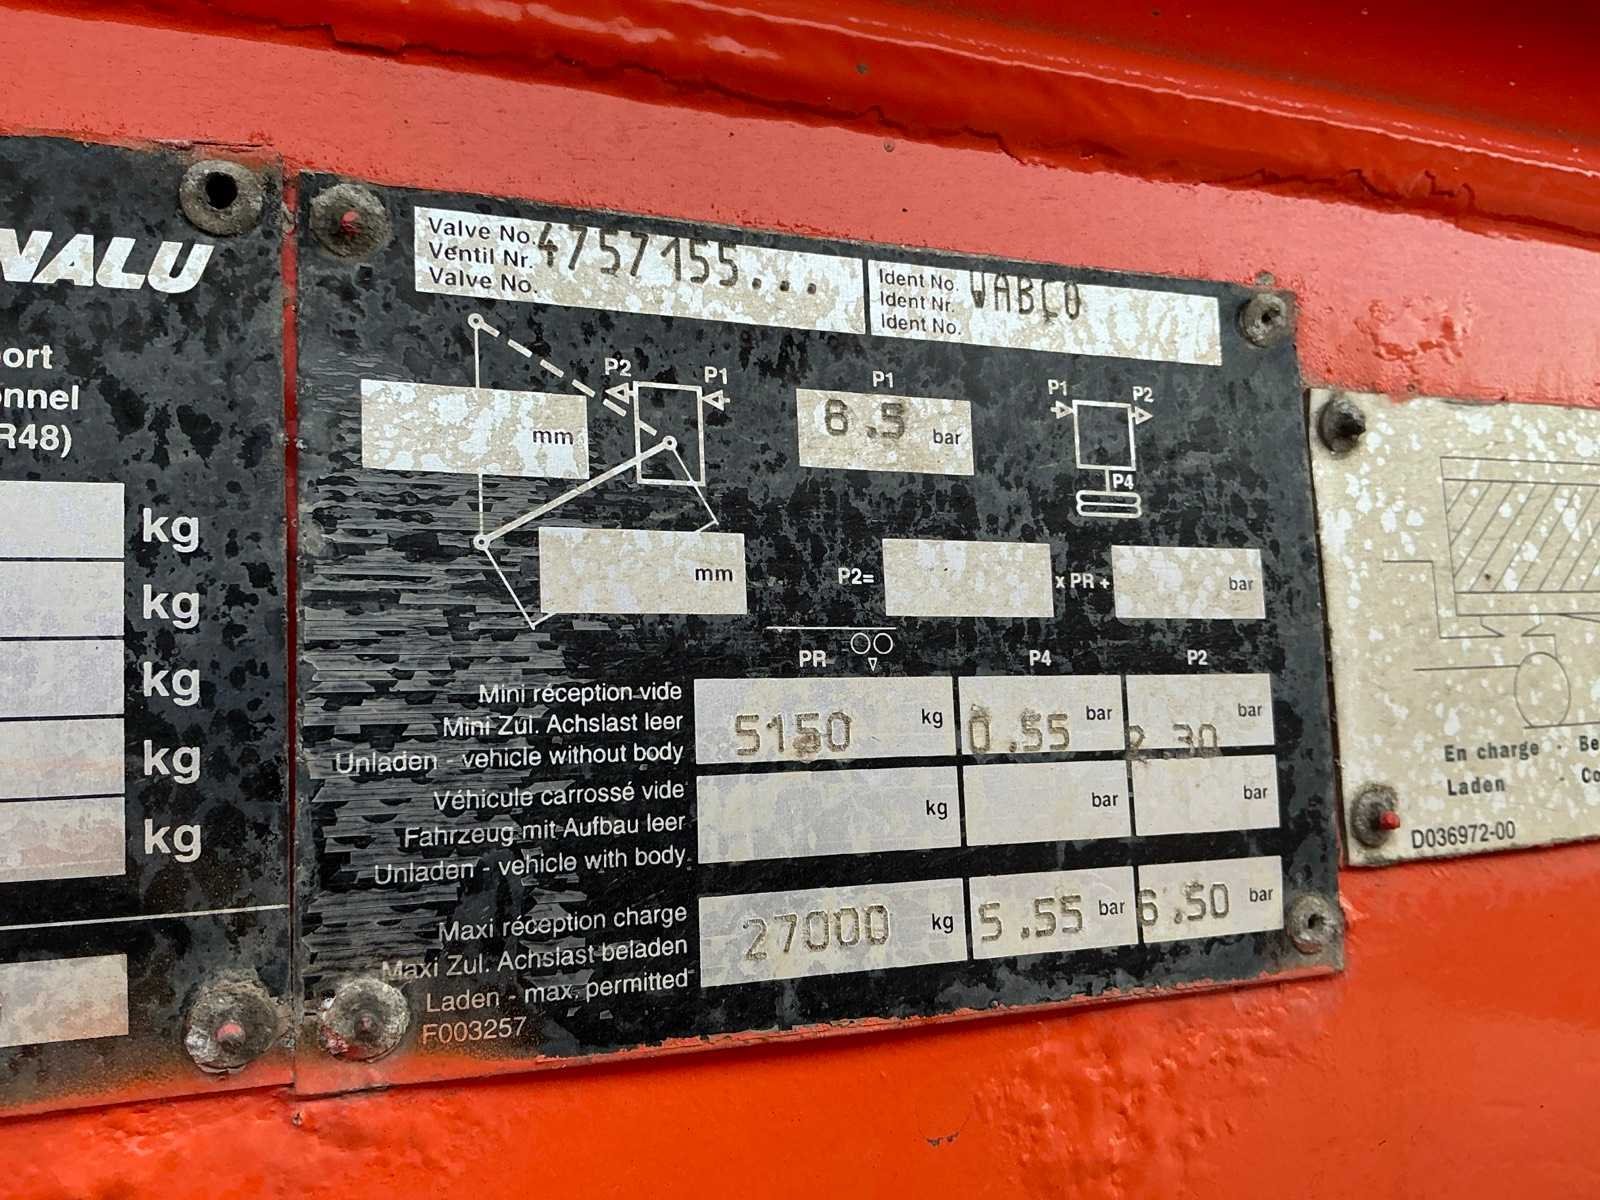 NALU
ort
onnel
R48)
kg
kg
kg
kg
kg
Valve No. 4757155...
Ventil Nr.
Valve No.
Ident No. WABCO
Ident Nr.
Ident No.
mm
P2
P1
P1
6.5 bar
P1
P2
P4
mm
P2=
x PR +
bar
PR
P4
P2
Mini réception vide
Mini Zul. Achslast leer
Unladen - vehicle without body
5150 kg
0.55 bar
2.30 bar
Véhicule carrossé vide
Fahrzeug mit Aufbau leer
Unladen - vehicle with body.
kg
bar
bar
Maxi réception charge
Maxi Zul. Achslast beladen
Laden - max. permitted
27000 kg
5.55 bar
6.50 bar
F003257
En charge - Be
Laden - Co
D036972-00